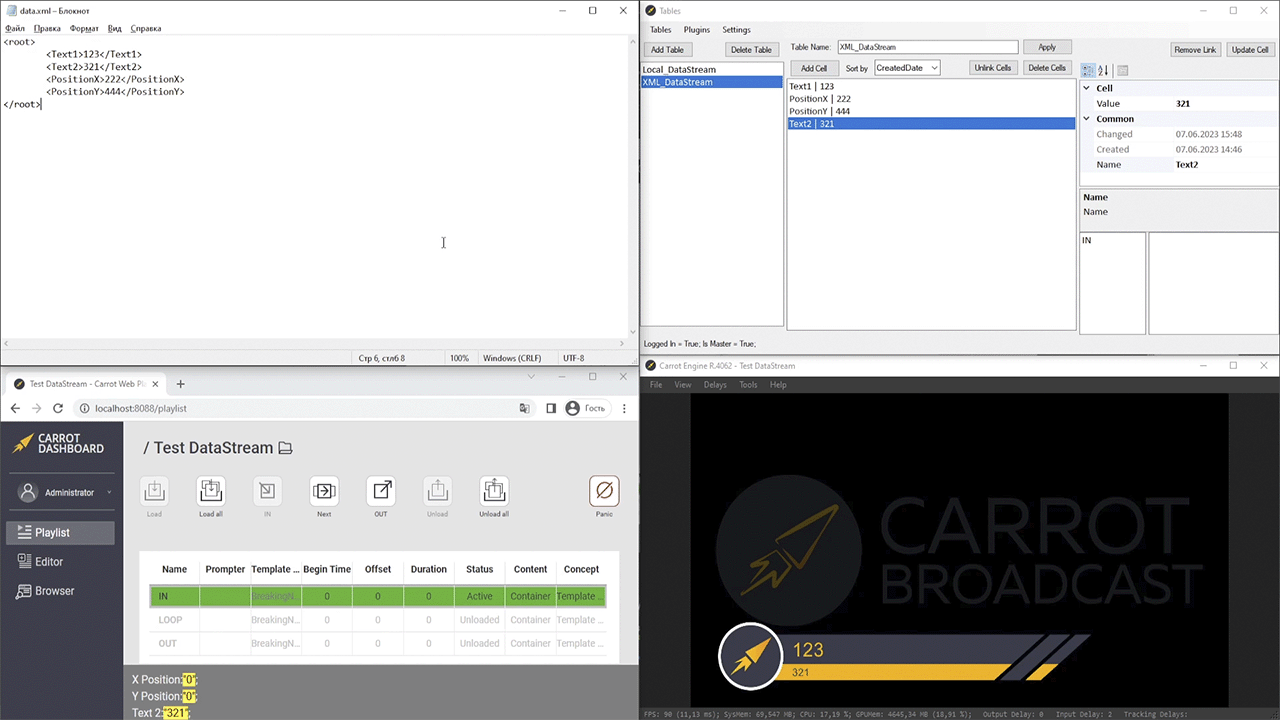 data.xml – Блокнот
Файл Правка Формат Вид Справка
<root>
<Text1>123</Text1>
<Text2>321</Text2>
<PositionX>222</PositionX>
<PositionY>444</PositionY>
</root>
Стр 6, стлб 8 100% Windows (CRLF) UTF-8
Tables
Tables Plugins Settings
Add Table Delete Table Table Name: XML_DataStream Apply Remove Link Update Cell
Local_DataStream
XML_DataStream
Add Cell Sort by CreatedDate Unlink Cells Delete Cells
Text1 | 123
PositionX | 222
PositionY | 444
Text2 | 321
Cell
Value 321
Common
Changed 07.06.2023 15:48
Created 07.06.2023 14:46
Name Text2
Name
Name
IN
Logged In = True; Is Master = True;
Test DataStream - Carrot Web Pl
localhost:8088/playlist Гость
CARROT
DASHBOARD
Administrator
Playlist
Editor
Browser
/ Test DataStream
Load Load all IN Next OUT Unload Unload all Panic
Name Prompter Template ... Begin Time Offset Duration Status Content Concept
IN BreakingN... 0 0 0 Active Container Template ...
LOOP BreakingN... 0 0 0 Unloaded Container Template ...
OUT BreakingN... 0 0 0 Unloaded Container Template ...
X Position:"0";
Y Position:"0";
Text 2:"321";
Carrot Engine R.4062 - Test DataStream
File View Delays Tools Help
CARROT
BROADCAST
123
321
FPS: 90 (11,13 ms); SysMem: 69,547 MB; CPU: 17,19 %; GPUMem: 4645,34 MB (18,91 %); Output Delay: 0 Input Delay: 2 Tracking Delays: